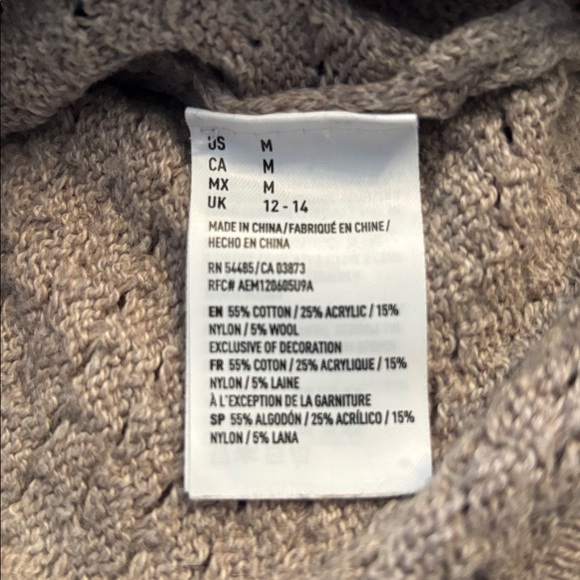 US M
CA M
MX M
UK 12 - 14
MADE IN CHINA/FABRIQUÉ EN CHINE/
HECHO EN CHINA
RN 54485/CA 03873
RFC# AEM120605U9A
EN 55% COTTON / 25% ACRYLIC / 15%
NYLON / 5% WOOL
EXCLUSIVE OF DECORATION
FR 55% COTON / 25% ACRYLIQUE / 15%
NYLON / 5% LAINE
À L'EXCEPTION DE LA GARNITURE
SP 55% ALGODÓN / 25% ACRÍLICO / 15%
NYLON / 5% LANA